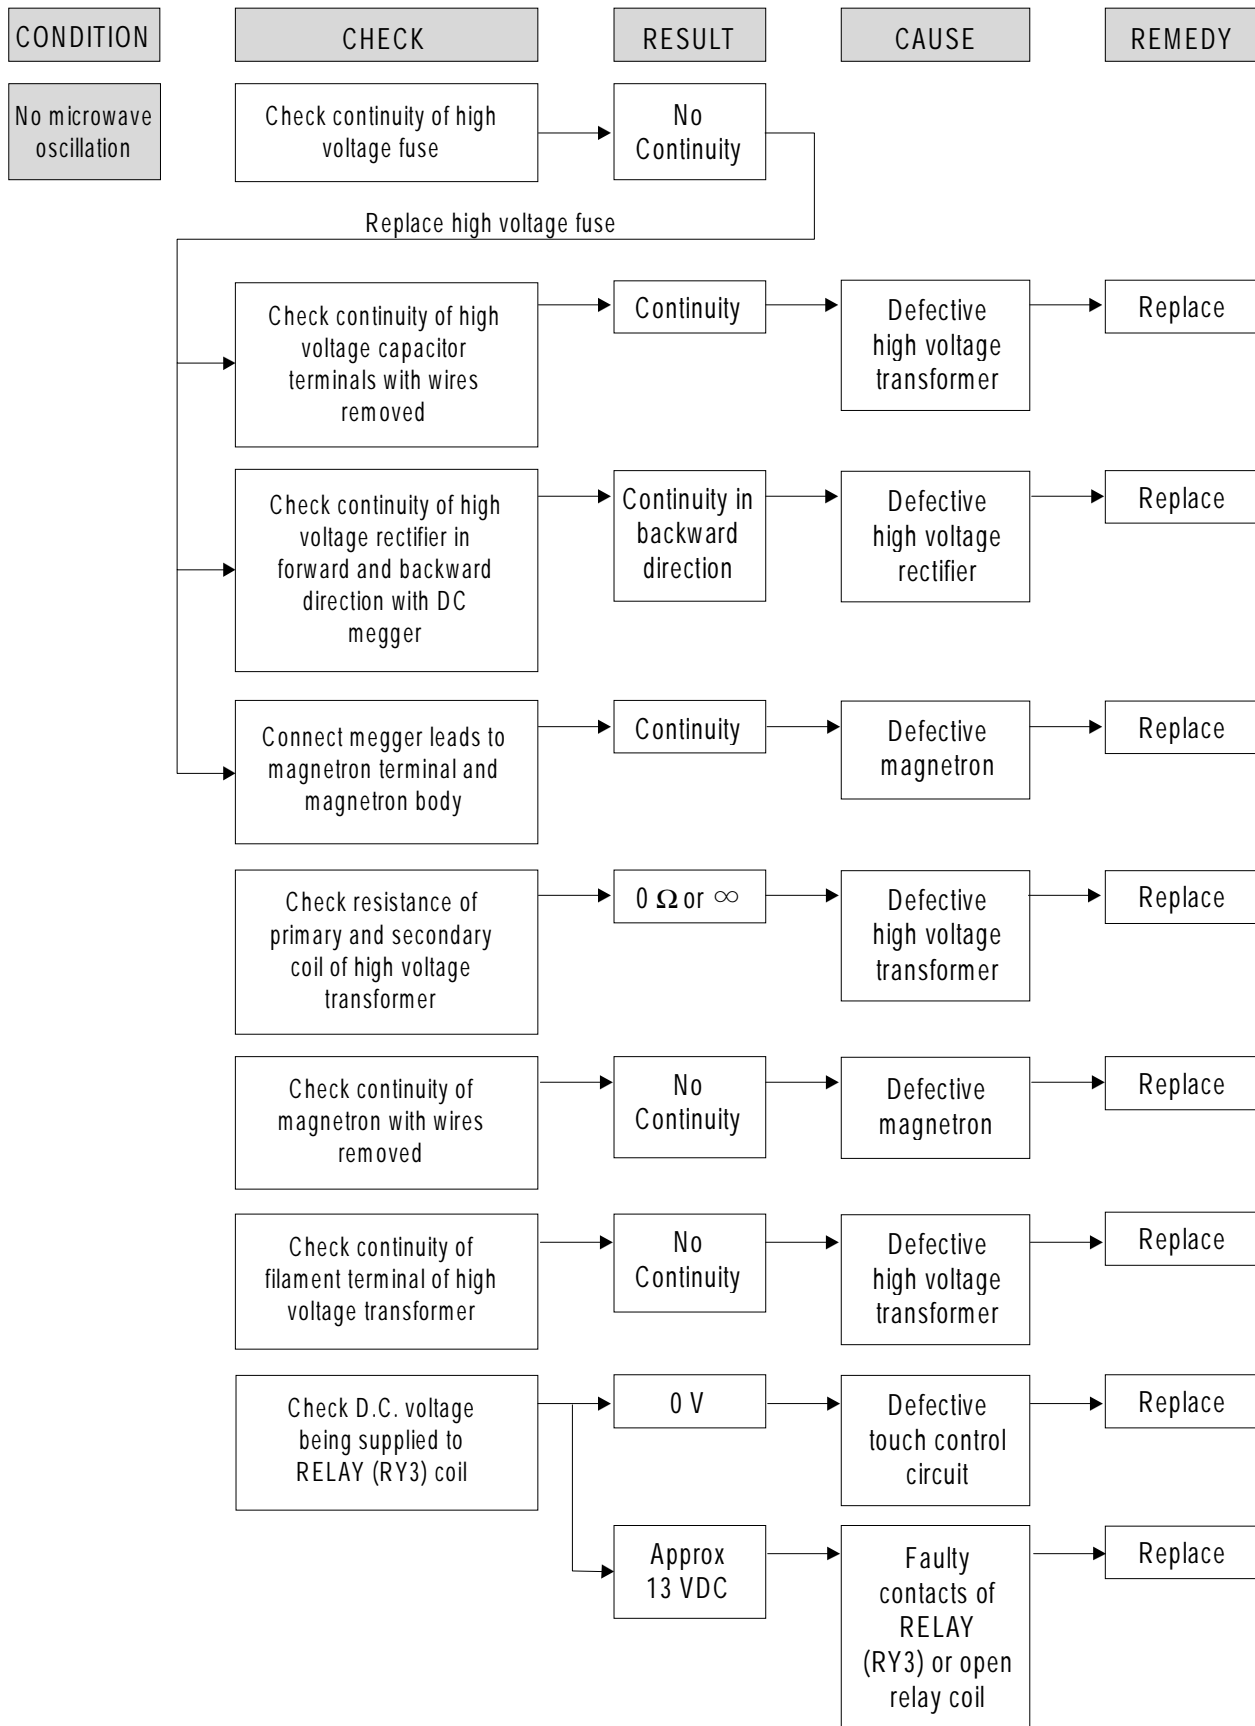 CONDITION
CHECK
RESULT
CAUSE
REMEDY
No microwave
oscillation
Check continuity of high
voltage fuse
No
Continuity
Replace high voltage fuse
Check continuity of high
voltage capacitor
terminals with wires
removed
Continuity
Defective
high voltage
transformer
Replace
Check continuity of high
voltage rectifier in
forward and backward
direction with DC
megger
Continuity in
backward
direction
Defective
high voltage
rectifier
Replace
Connect megger leads to
magnetron terminal and
magnetron body
Continuity
Defective
magnetron
Replace
Check resistance of
primary and secondary
coil of high voltage
transformer
0 Ω or ∞
Defective
high voltage
transformer
Replace
Check continuity of
magnetron with wires
removed
No
Continuity
Defective
magnetron
Replace
Check continuity of
filament terminal of high
voltage transformer
No
Continuity
Defective
high voltage
transformer
Replace
Check D.C. voltage
being supplied to
RELAY (RY3) coil
0 V
Defective
touch control
circuit
Replace
Approx
13 VDC
Faulty
contacts of
RELAY
(RY3) or open
relay coil
Replace